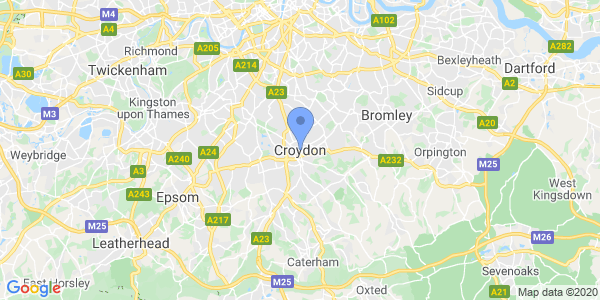 M4
A4
A102
Richmond
A205
A282
Bexleyheath
Twickenham
A214
Dartford
A30
A2
Kingston
upon Thames
A23
Sidcup
M3
Bromley
A20
Weybridge
A240
A24
Croydon
A232
Orpington
M25
A3
A243
Epsom
West
Kingsdown
A217
M25
Leatherhead
A23
M26
Caterham
Sevenoaks
East Horsley
M25
Oxted
A21
Google
Map data ©2020